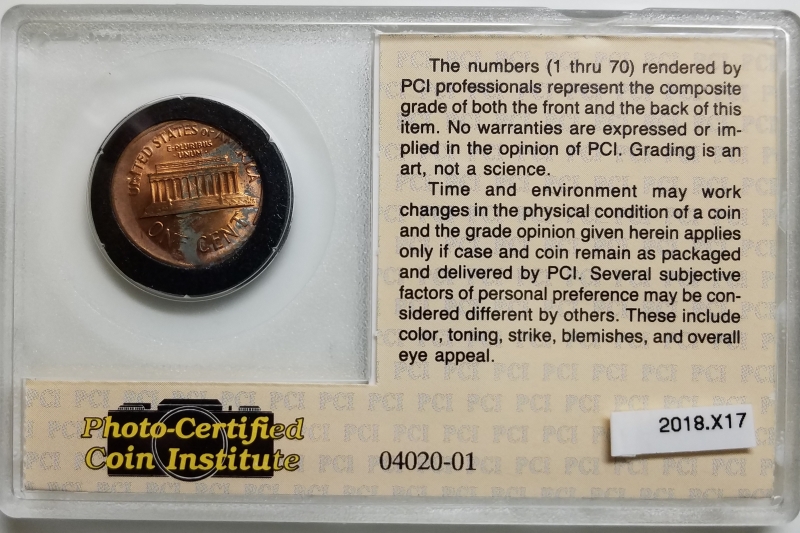 UNITED STATES OF AMERICA
E·PLURIBUS
UNUM
ONE CENT
The numbers (1 thru 70) rendered by
PCI professionals represent the composite
grade of both the front and the back of this
item. No warranties are expressed or im-
plied in the opinion of PCI. Grading is an
art, not a science.
Time and environment may work
changes in the physical condition of a coin
and the grade opinion given herein applies
only if case and coin remain as packaged
and delivered by PCI. Several subjective
factors of personal preference may be con-
sidered different by others. These include
color, toning, strike, blemishes, and overall
eye appeal.
Photo-Certified
Coin Institute
04020-01
2018.X17